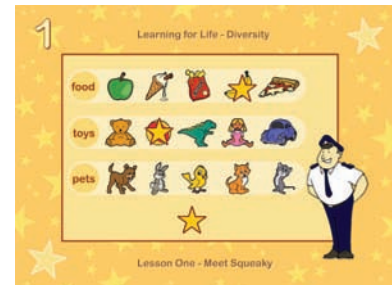 1
Learning for Life - Diversity
food
toys
pets
Lesson One - Meet Squeaky